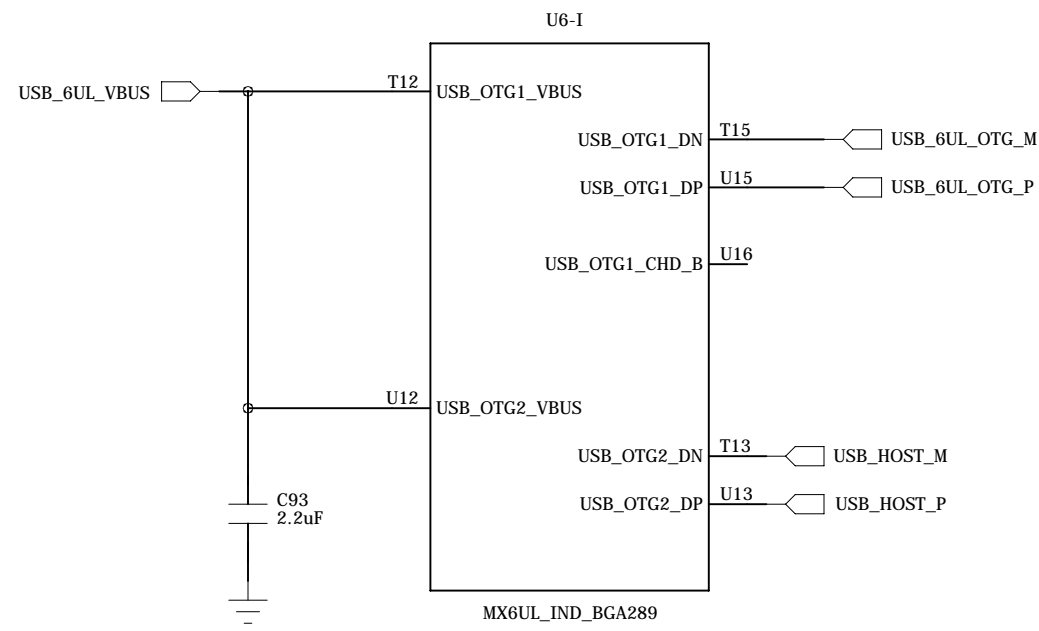 U6-I
USB_6UL_VBUS
T12
USB_OTG1_VBUS
USB_OTG1_DN
T15
USB_6UL_OTG_M
USB_OTG1_DP
U15
USB_6UL_OTG_P
USB_OTG1_CHD_B
U16
U12
USB_OTG2_VBUS
USB_OTG2_DN
T13
USB_HOST_M
USB_OTG2_DP
U13
USB_HOST_P
C93
2.2uF
MX6UL_IND_BGA289